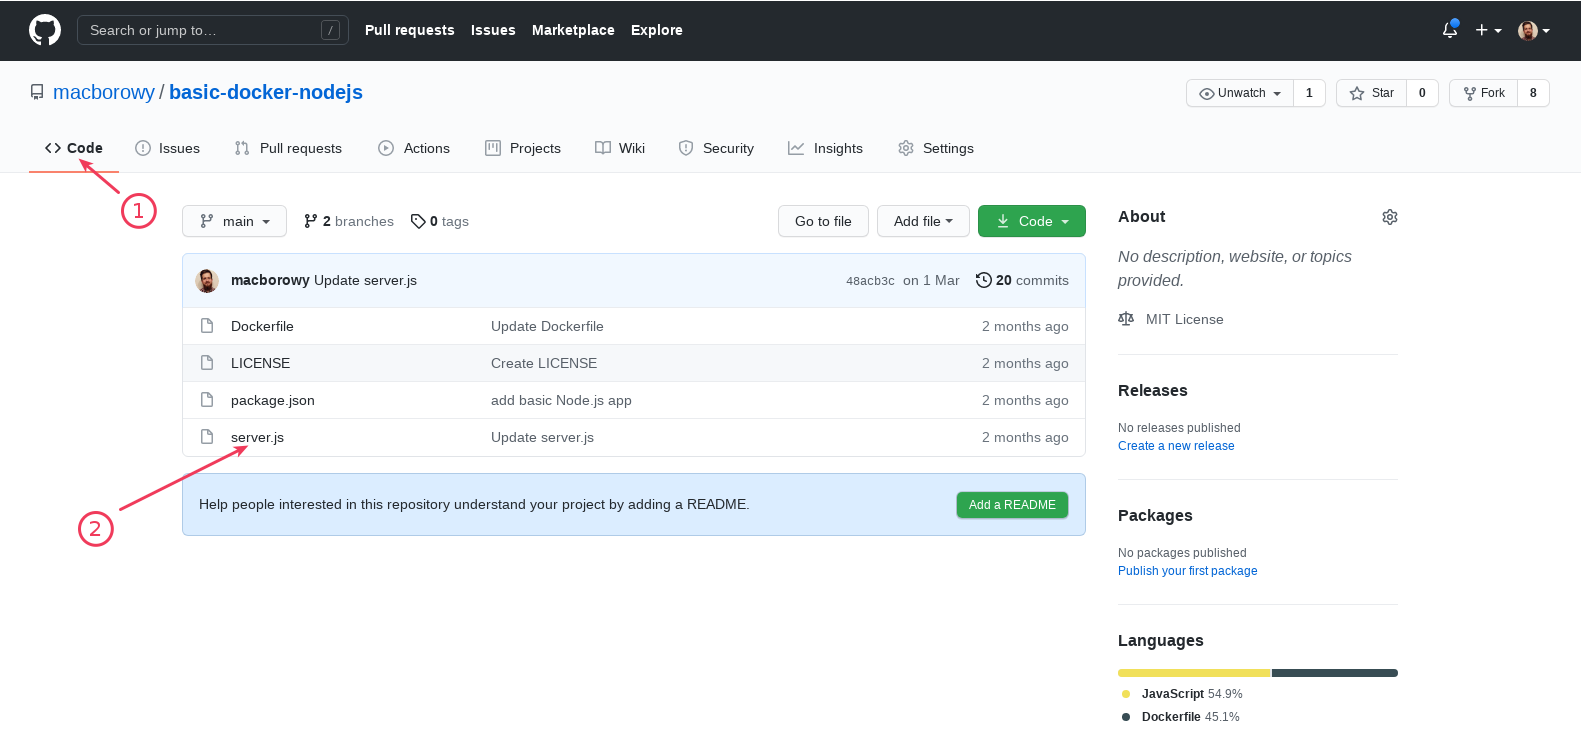 Search or jump to… / Pull requests Issues Marketplace Explore
macborowy / basic-docker-nodejs Unwatch 1 Star 0 Fork 8
Code Issues Pull requests Actions Projects Wiki Security Insights Settings
1
main 2 branches 0 tags Go to file Add file Code
macborowy Update server.js 48acb3c on 1 Mar 20 commits
Dockerfile Update Dockerfile 2 months ago
LICENSE Create LICENSE 2 months ago
package.json add basic Node.js app 2 months ago
server.js Update server.js 2 months ago
2
Help people interested in this repository understand your project by adding a README. Add a README
About
No description, website, or topics
provided.
MIT License
Releases
No releases published
Create a new release
Packages
No packages published
Publish your first package
Languages
JavaScript 54.9%
Dockerfile 45.1%